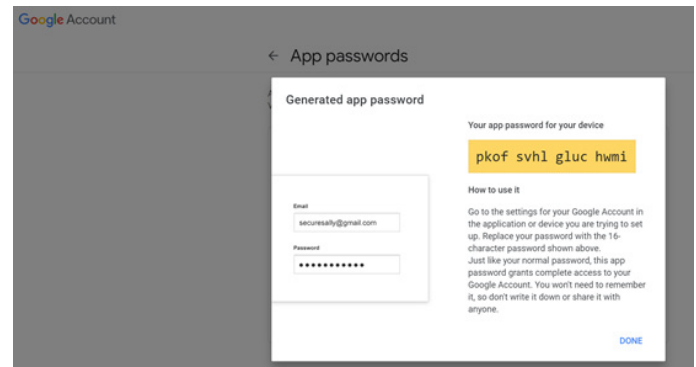 Google Account
← App passwords
Generated app password
Your app password for your device
pkof svhl gluc hwmi
How to use it
Go to the settings for your Google Account in
the application or device you are trying to set
up. Replace your password with the 16-
character password shown above.
Just like your normal password, this app
password grants complete access to your
Google Account. You won't need to remember
it, so don't write it down or share it with
anyone.
Email
securesally@gmail.com
Password
•••••••••••
DONE